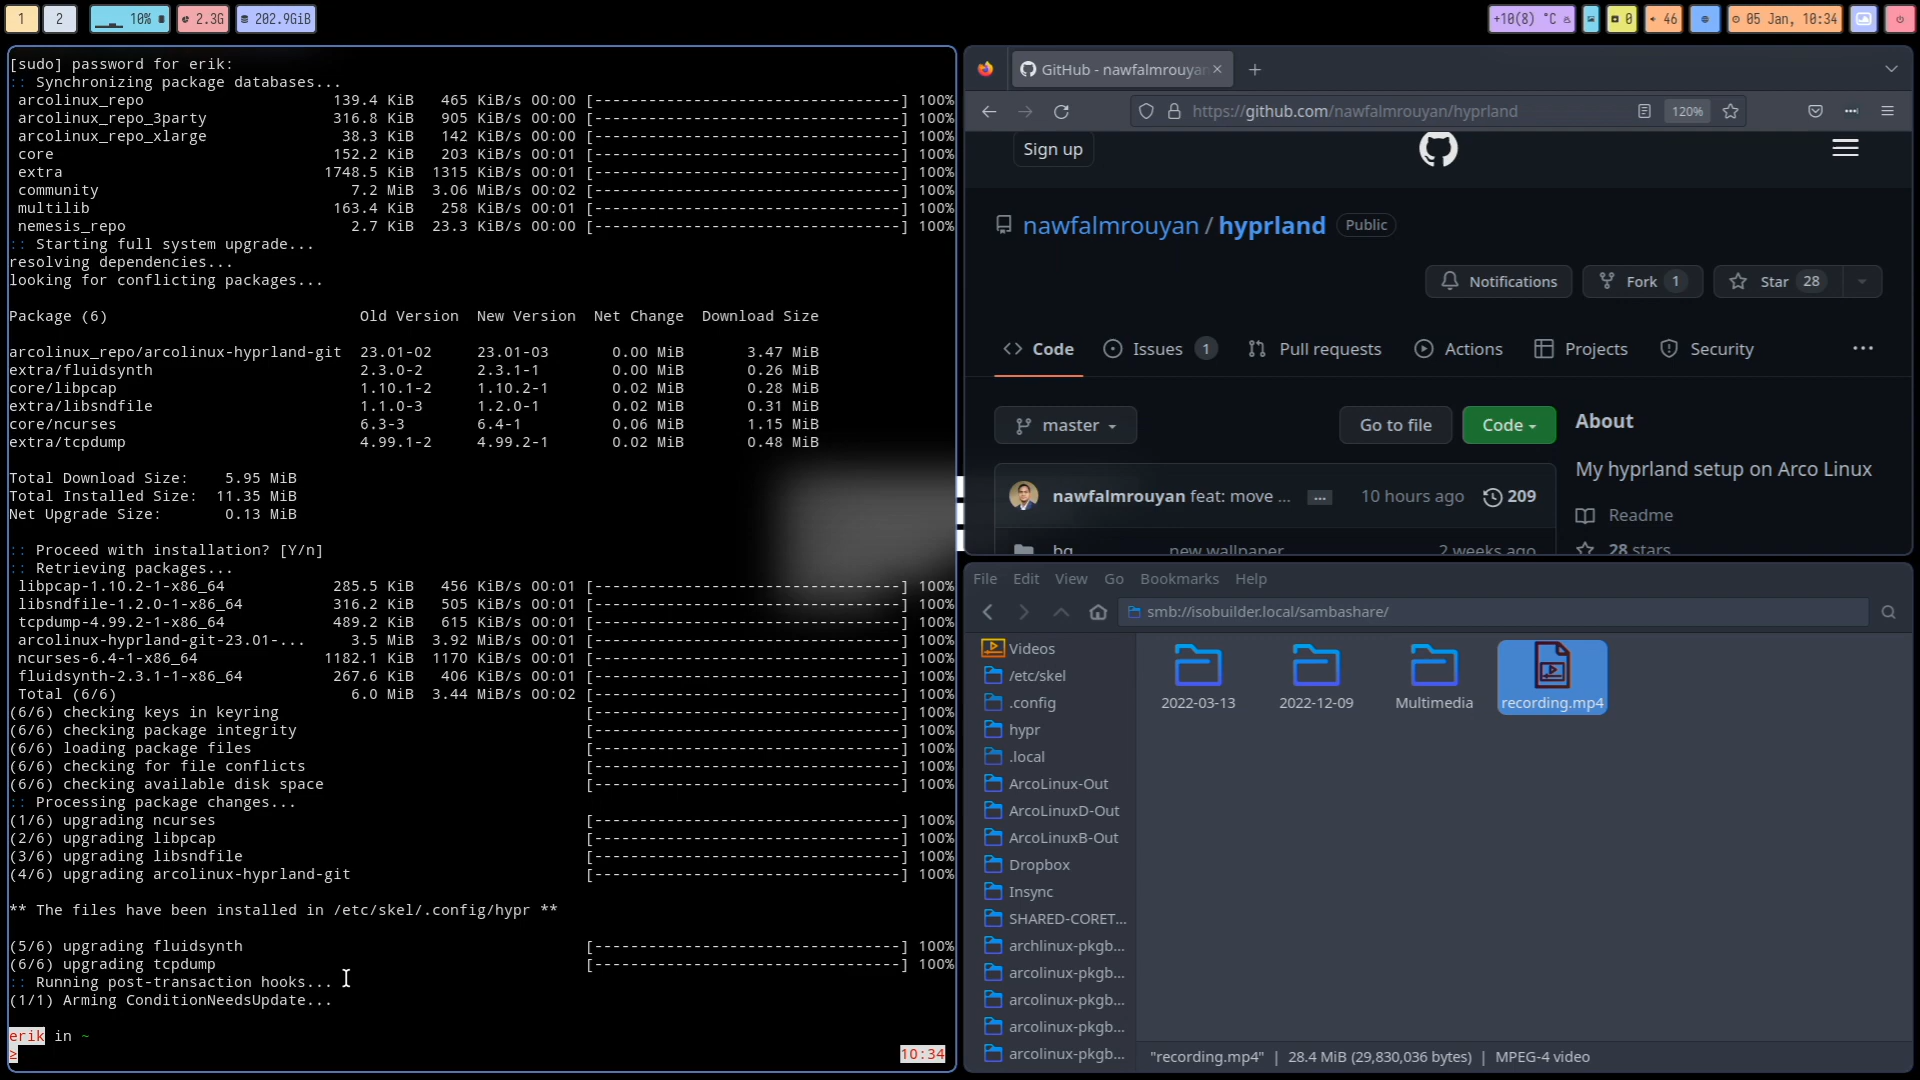 1 2 10% 2.3G 202.9GiB +10(8) °C 0 46 05 Jan, 10:34
[sudo] password for erik:
:: Synchronizing package databases...
arcolinux_repo 139.4 KiB 465 KiB/s 00:00 [----------------------------------] 100%
arcolinux_repo_3party 316.8 KiB 905 KiB/s 00:00 [----------------------------------] 100%
arcolinux_repo_xlarge 38.3 KiB 142 KiB/s 00:00 [----------------------------------] 100%
core 152.2 KiB 203 KiB/s 00:01 [----------------------------------] 100%
extra 1748.5 KiB 1315 KiB/s 00:01 [----------------------------------] 100%
community 7.2 MiB 3.06 MiB/s 00:02 [----------------------------------] 100%
multilib 163.4 KiB 258 KiB/s 00:01 [----------------------------------] 100%
nemesis_repo 2.7 KiB 23.3 KiB/s 00:00 [----------------------------------] 100%
:: Starting full system upgrade...
resolving dependencies...
looking for conflicting packages...
Package (6) Old Version New Version Net Change Download Size
arcolinux_repo/arcolinux-hyprland-git 23.01-02 23.01-03 0.00 MiB 3.47 MiB
extra/fluidsynth 2.3.0-2 2.3.1-1 0.00 MiB 0.26 MiB
core/libpcap 1.10.1-2 1.10.2-1 0.02 MiB 0.28 MiB
extra/libsndfile 1.1.0-3 1.2.0-1 0.02 MiB 0.31 MiB
core/ncurses 6.3-3 6.4-1 0.06 MiB 1.15 MiB
extra/tcpdump 4.99.1-2 4.99.2-1 0.02 MiB 0.48 MiB
Total Download Size: 5.95 MiB
Total Installed Size: 11.35 MiB
Net Upgrade Size: 0.13 MiB
:: Proceed with installation? [Y/n]
:: Retrieving packages...
libpcap-1.10.2-1-x86_64 285.5 KiB 456 KiB/s 00:01 [----------------------------------] 100%
libsndfile-1.2.0-1-x86_64 316.2 KiB 505 KiB/s 00:01 [----------------------------------] 100%
tcpdump-4.99.2-1-x86_64 489.2 KiB 615 KiB/s 00:01 [----------------------------------] 100%
arcolinux-hyprland-git-23.01-... 3.5 MiB 3.92 MiB/s 00:01 [----------------------------------] 100%
ncurses-6.4-1-x86_64 1182.1 KiB 1170 KiB/s 00:01 [----------------------------------] 100%
fluidsynth-2.3.1-1-x86_64 267.6 KiB 406 KiB/s 00:01 [----------------------------------] 100%
Total (6/6) 6.0 MiB 3.44 MiB/s 00:02 [----------------------------------] 100%
(6/6) checking keys in keyring [----------------------------------] 100%
(6/6) checking package integrity [----------------------------------] 100%
(6/6) loading package files [----------------------------------] 100%
(6/6) checking for file conflicts [----------------------------------] 100%
(6/6) checking available disk space [----------------------------------] 100%
:: Processing package changes...
(1/6) upgrading ncurses [----------------------------------] 100%
(2/6) upgrading libpcap [----------------------------------] 100%
(3/6) upgrading libsndfile [----------------------------------] 100%
(4/6) upgrading arcolinux-hyprland-git [----------------------------------] 100%
** The files have been installed in /etc/skel/.config/hypr **
(5/6) upgrading fluidsynth [----------------------------------] 100%
(6/6) upgrading tcpdump [----------------------------------] 100%
:: Running post-transaction hooks...
(1/1) Arming ConditionNeedsUpdate...
erik in ~
≥ 10:34
GitHub - nawfalmrouyan
https://github.com/nawfalmrouyan/hyprland 120%
Sign up
nawfalmrouyan / hyprland Public
Notifications Fork 1 Star 28
Code Issues 1 Pull requests Actions Projects Security ...
master Go to file Code
nawfalmrouyan feat: move ... ... 10 hours ago 209
bg new wallpaper 2 weeks ago
About
My hyprland setup on Arco Linux
Readme
28 stars
File Edit View Go Bookmarks Help
smb://isobuilder.local/sambashare/
Videos
/etc/skel
.config
hypr
.local
ArcoLinux-Out
ArcoLinuxD-Out
ArcoLinuxB-Out
Dropbox
Insync
SHARED-CORET...
archlinux-pkgb...
arcolinux-pkgb...
arcolinux-pkgb...
arcolinux-pkgb...
arcolinux-pkgb...
2022-03-13 2022-12-09 Multimedia recording.mp4
"recording.mp4" | 28.4 MiB (29,830,036 bytes) | MPEG-4 video